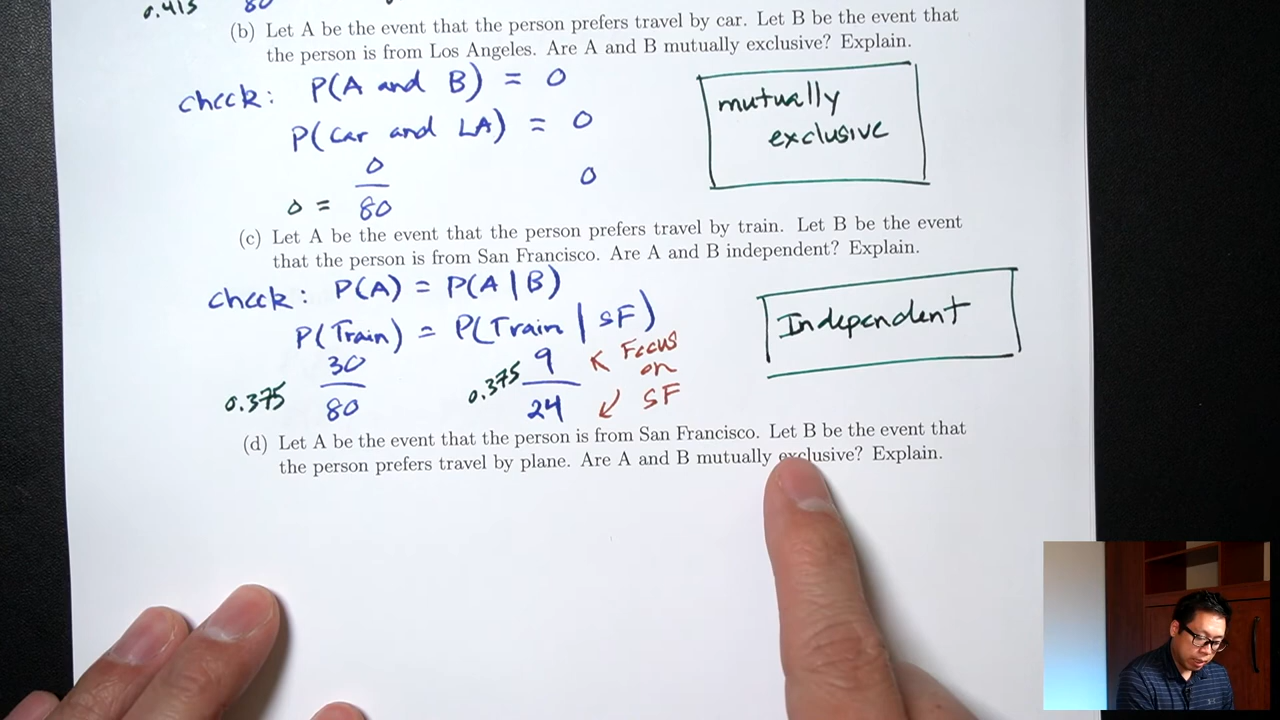 0.415 80
(b) Let A be the event that the person prefers travel by car. Let B be the event that
the person is from Los Angeles. Are A and B mutually exclusive? Explain.
check: P(A and B) = 0
P(Car and LA) = 0
0 = 0/80 0
mutually
exclusive
(c) Let A be the event that the person prefers travel by train. Let B be the event
that the person is from San Francisco. Are A and B independent? Explain.
check: P(A) = P(A | B)
P(Train) = P(Train | SF)
0.375 30/80 0.375 9/24
Focus
on
SF
Independent
(d) Let A be the event that the person is from San Francisco. Let B be the event that
the person prefers travel by plane. Are A and B mutually exclusive? Explain.